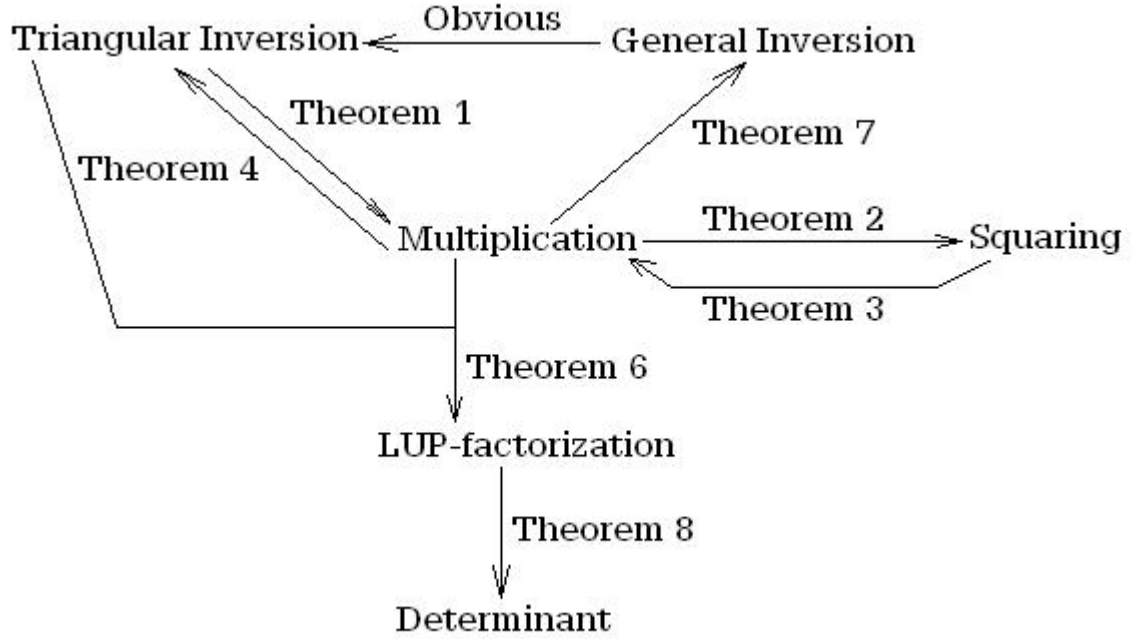 Obvious
Triangular Inversion
General Inversion
Theorem 1
Theorem 7
Theorem 4
Theorem 2
Multiplication
Squaring
Theorem 3
Theorem 6
LUP-factorization
Theorem 8
Determinant